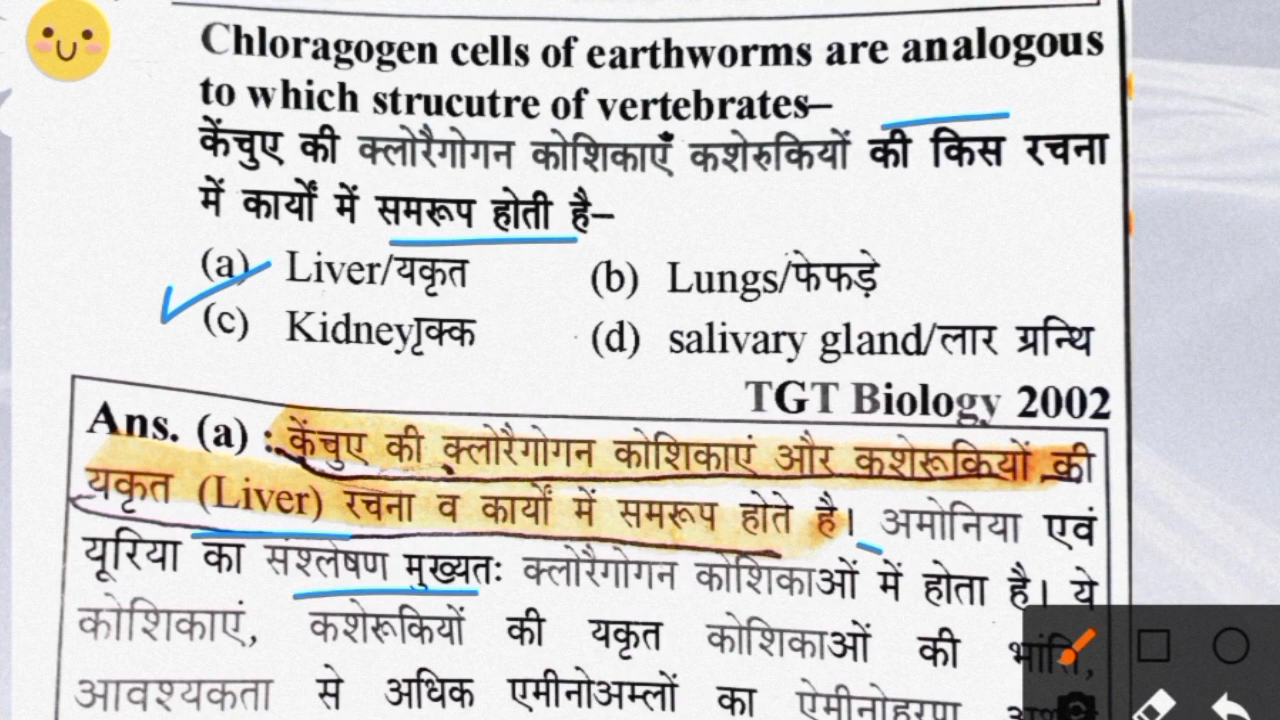 Chloragogen cells of earthworms are analogous
to which strucutre of vertebrates–
केंचुए की क्लोरैगोगन कोशिकाएँ कशेरुकियों की किस रचना
में कार्यों में समरूप होती है–
(a) Liver/यकृत (b) Lungs/फेफड़े
(c) Kidney/ (d) salivary gland/लार ग्रन्थि
TGT Biology 2002
Ans. (a) : केंचुए की क्लोरैगोगन कोशिकाएं और कशेरूकियों की
यकृत (Liver) रचना व कार्यों में समरूप होते है। अमोनिया एवं
यूरिया का संश्लेषण मुख्यतः क्लोरैगोगन कोशिकाओं में होता है। ये
कोशिकाएं, कशेरूकियों की यकृत कोशिकाओं की भांति,
आवश्यकता से अधिक एमीनोअम्लों का ऐमीनोहरण